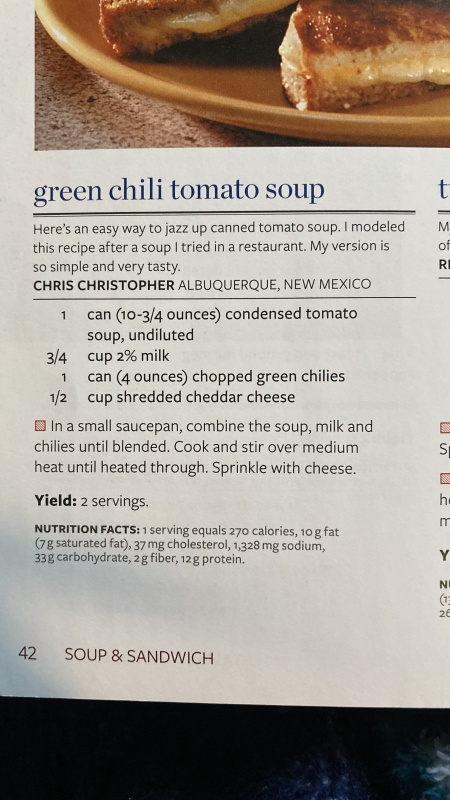 green chili tomato soup
Here's an easy way to jazz up canned tomato soup. I modeled
this recipe after a soup I tried in a restaurant. My version is
so simple and very tasty.
CHRIS CHRISTOPHER ALBUQUERQUE, NEW MEXICO
1 can (10-3/4 ounces) condensed tomato
soup, undiluted
3/4 cup 2% milk
1 can (4 ounces) chopped green chilies
1/2 cup shredded cheddar cheese
In a small saucepan, combine the soup, milk and
chilies until blended. Cook and stir over medium
heat until heated through. Sprinkle with cheese.
Yield: 2 servings.
NUTRITION FACTS: 1 serving equals 270 calories, 10 g fat
(7 g saturated fat), 37 mg cholesterol, 1,328 mg sodium,
33 g carbohydrate, 2 g fiber, 12 g protein.
42 SOUP & SANDWICH